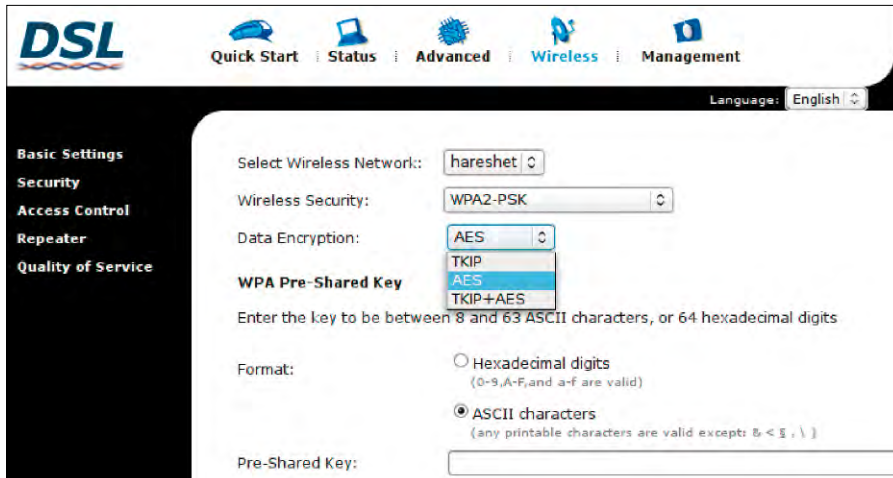 DSL
Quick Start Status Advanced Wireless Management
Language: English
Basic Settings
Security
Access Control
Repeater
Quality of Service
Select Wireless Network:: hareshet
Wireless Security: WPA2-PSK
Data Encryption: AES
TKIP
AES
TKIP+AES
WPA Pre-Shared Key
Enter the key to be between 8 and 63 ASCII characters, or 64 hexadecimal digits
Format:
Hexadecimal digits
(0-9,A-F,and a-f are valid)
ASCII characters
(any printable characters are valid except: & <
Pre-Shared Key: